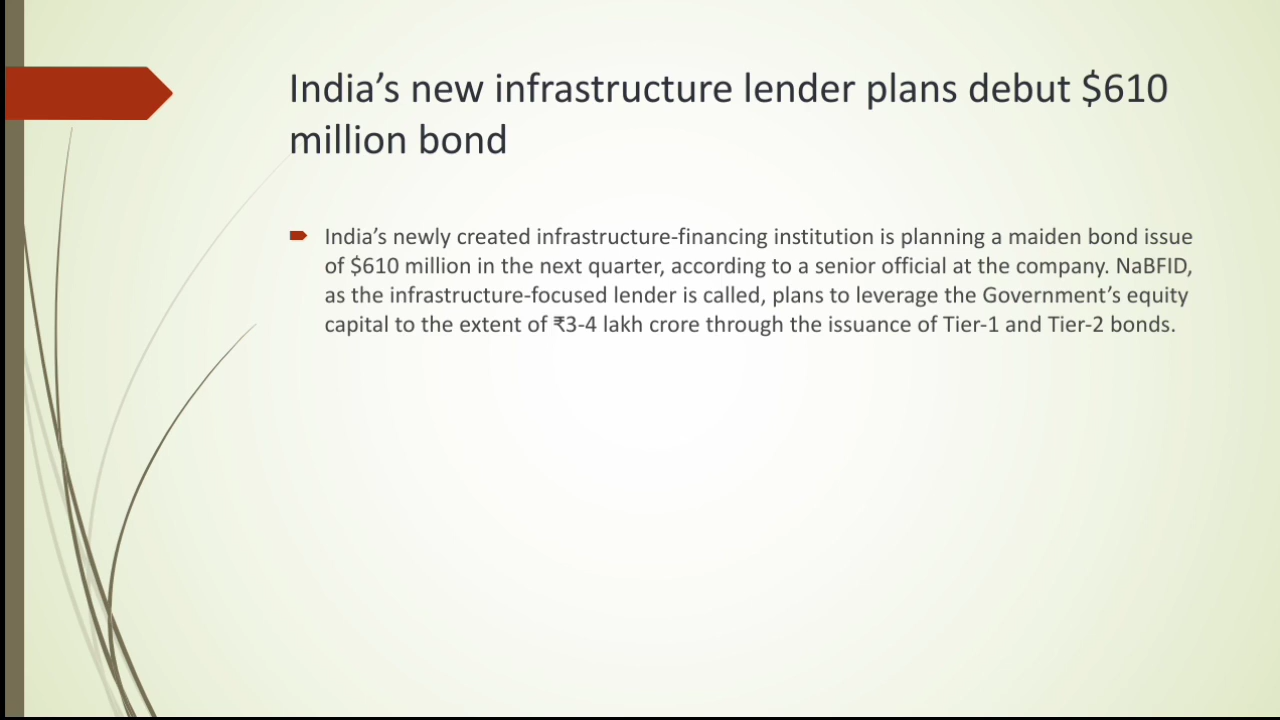 India’s new infrastructure lender plans debut $610
million bond
India’s newly created infrastructure-financing institution is planning a maiden bond issue
of $610 million in the next quarter, according to a senior official at the company. NaBFID,
as the infrastructure-focused lender is called, plans to leverage the Government’s equity
capital to the extent of ₹3-4 lakh crore through the issuance of Tier-1 and Tier-2 bonds.